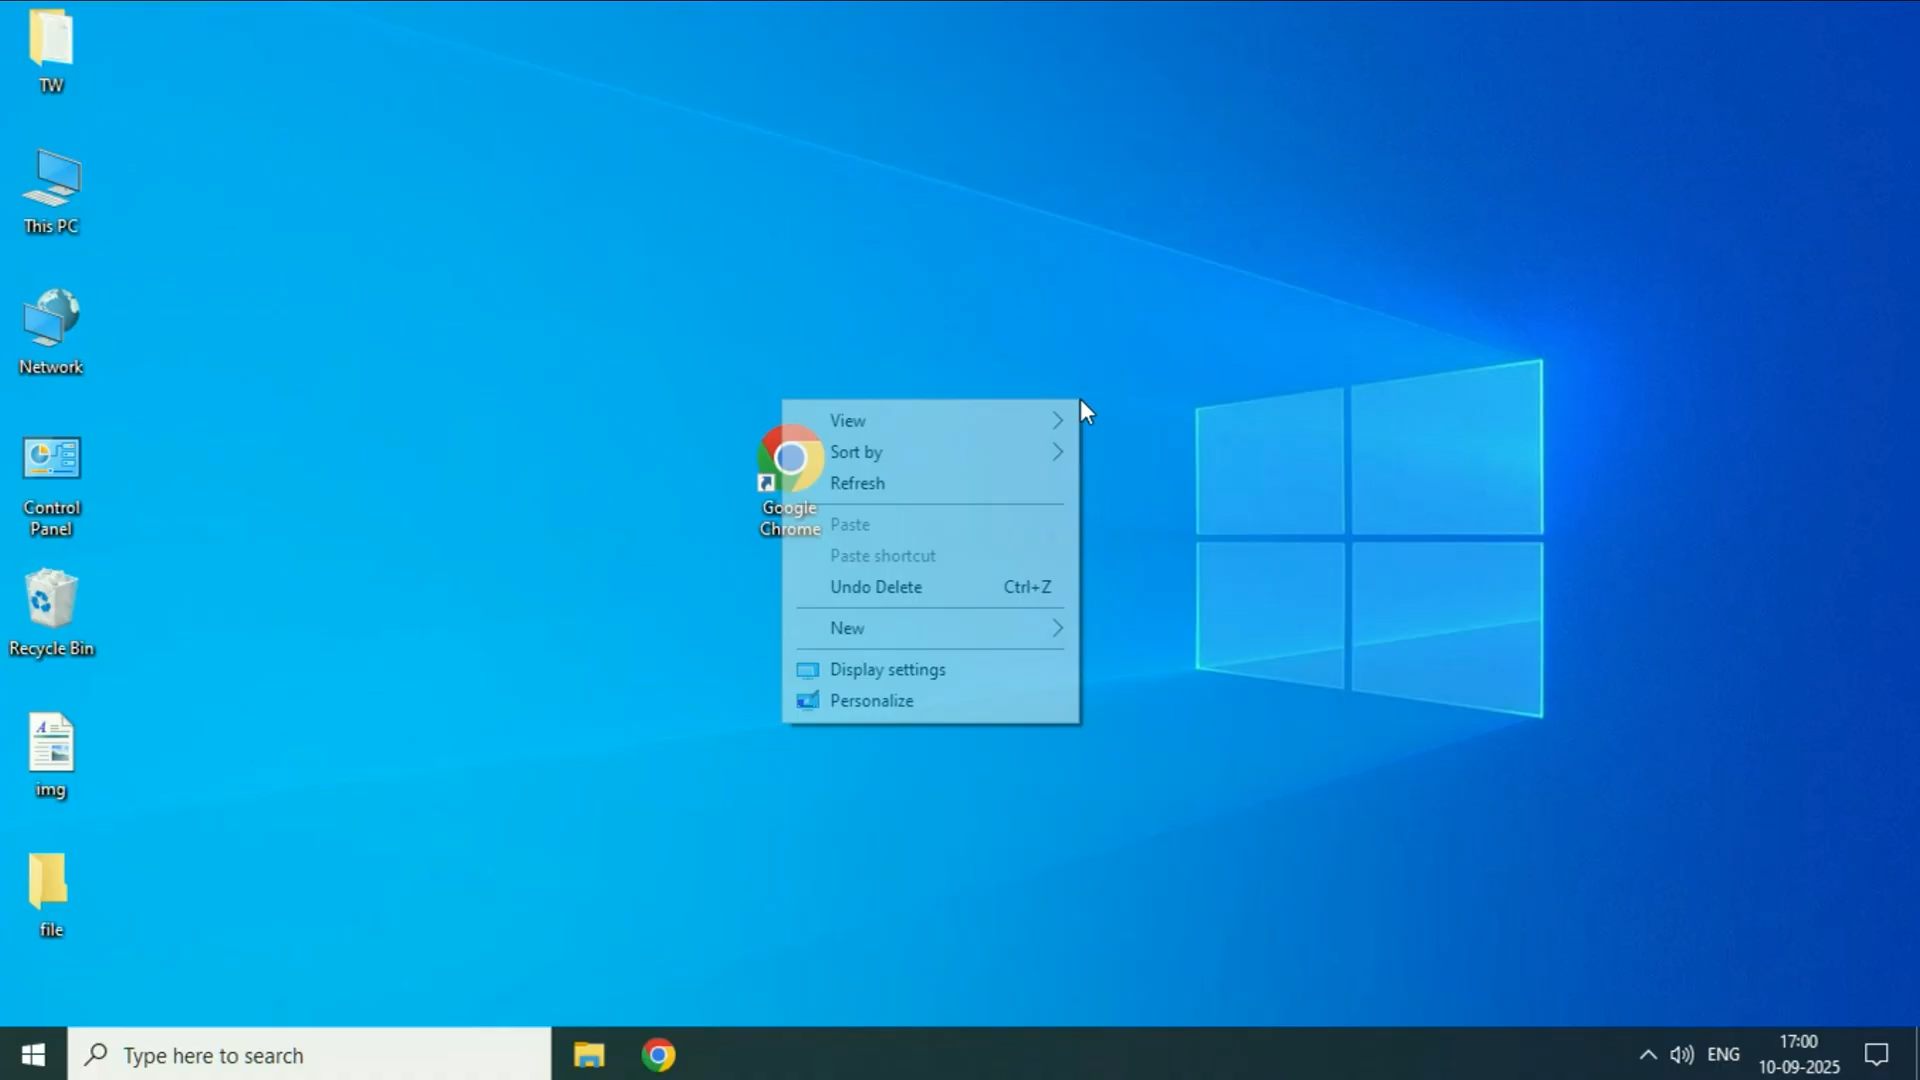 TW
This PC
Network
Control
Panel
Recycle Bin
img
file
Google
Chrome
View
Sort by
Refresh
Paste
Paste shortcut
Undo Delete Ctrl+Z
New
Display settings
Personalize
Type here to search
ENG
17:00
10-09-2025